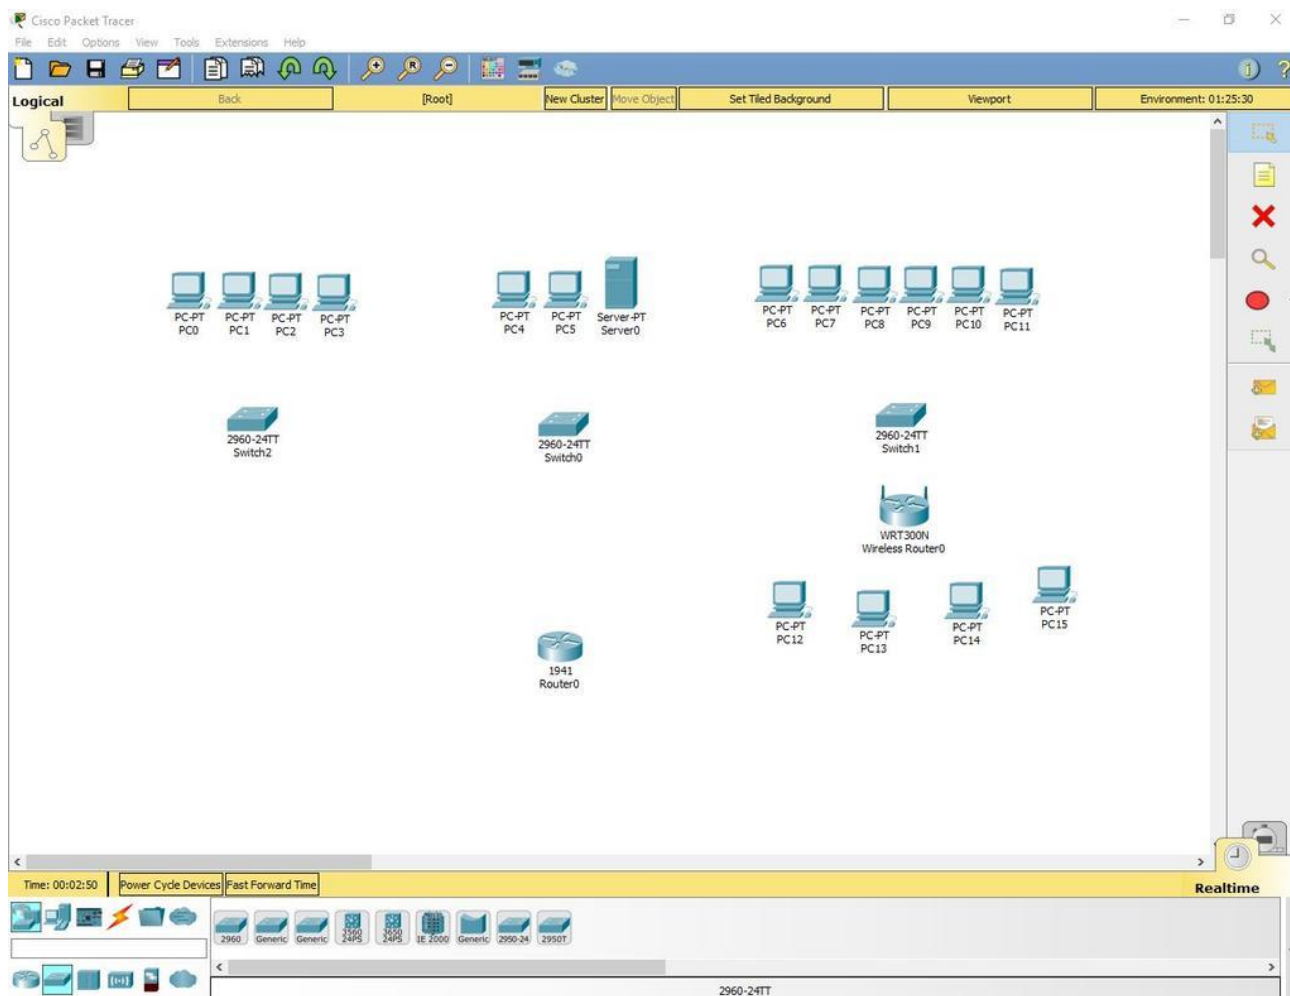 Cisco Packet Tracer
File Edit Options View Tools Extensions Help
Logical Back [Root] New Cluster Move Object Set Tiled Background Viewport Environment: 01:25:30
PC-PT PC-PT PC-PT PC-PT
PC0 PC1 PC2 PC3
PC-PT PC-PT Server-PT
PC4 PC5 Server0
PC-PT PC-PT PC-PT PC-PT PC-PT PC-PT
PC6 PC7 PC8 PC9 PC10 PC11
2960-24TT
Switch2
2960-24TT
Switch0
2960-24TT
Switch1
WRT300N
Wireless Router0
PC-PT
PC12
PC-PT
PC13
PC-PT
PC14
PC-PT
PC15
1941
Router0
Time: 00:02:50 Power Cycle Devices Fast Forward Time Realtime
2960 Generic Generic 3560 24PS 3650 24PS IE 2000 Generic 2950-24 2950T
2960-24TT